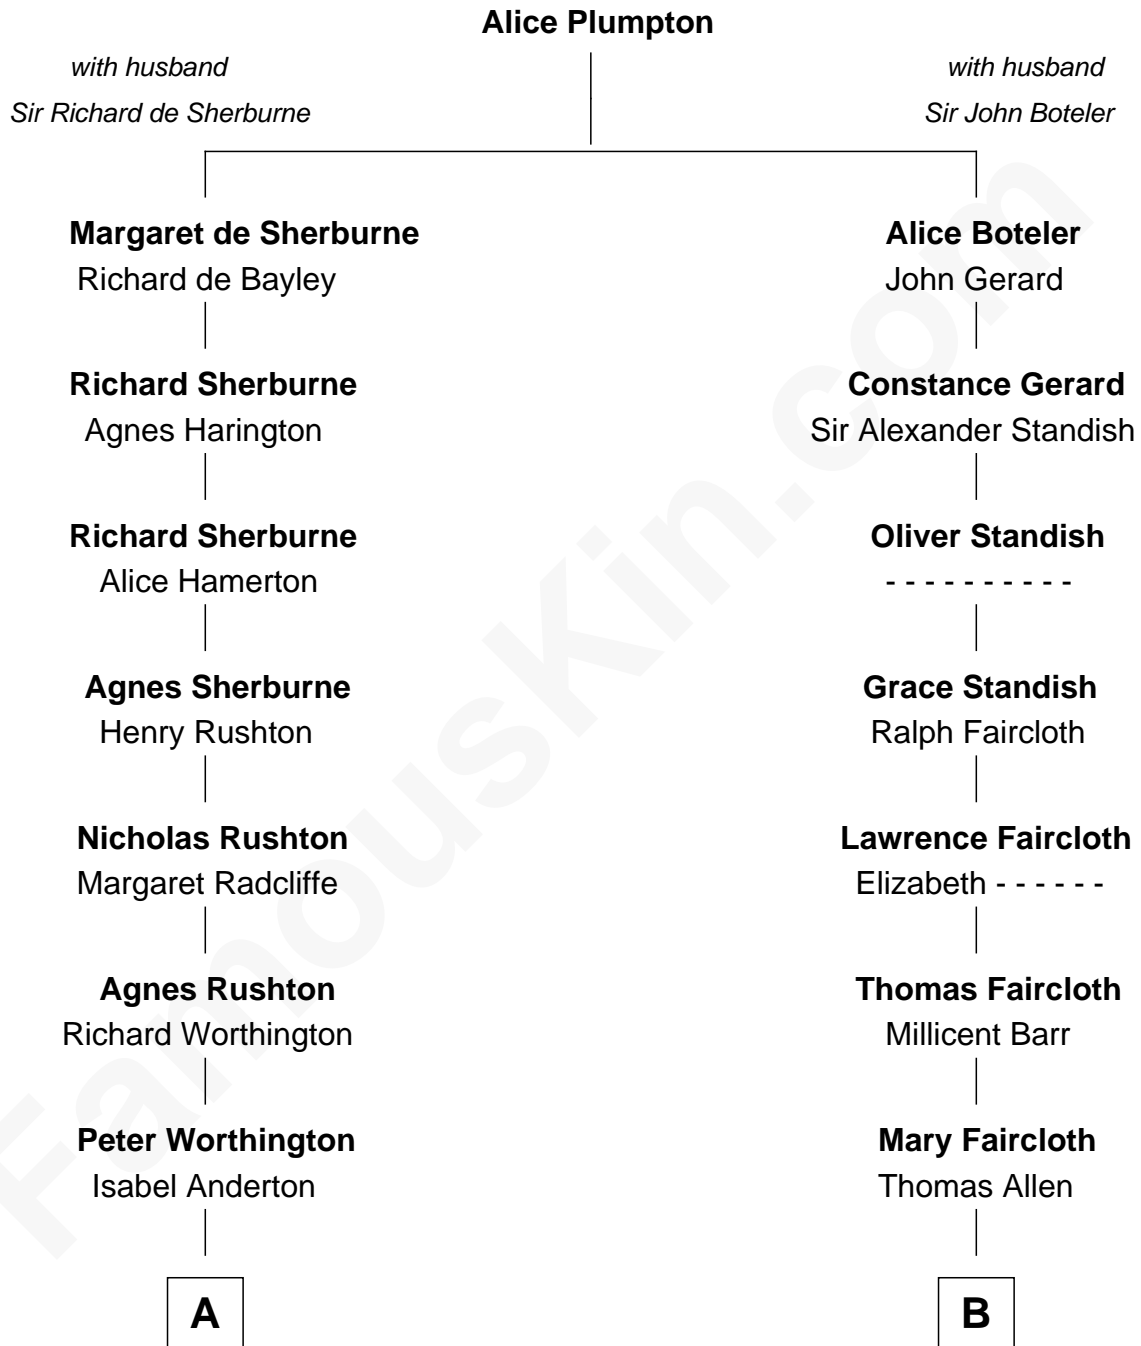 Alice Plumpton
with husband
Sir Richard de Sherburne
with husband
Sir John Boteler
Margaret de Sherburne
Richard de Bayley
Alice Boteler
John Gerard
Richard Sherburne
Agnes Harington
Constance Gerard
Sir Alexander Standish
Richard Sherburne
Alice Hamerton
Oliver Standish
- - - - - - - - - -
Agnes Sherburne
Henry Rushton
Grace Standish
Ralph Faircloth
Nicholas Rushton
Margaret Radcliffe
Lawrence Faircloth
Elizabeth - - - - - -
Agnes Rushton
Richard Worthington
Thomas Faircloth
Millicent Barr
Peter Worthington
Isabel Anderton
Mary Faircloth
Thomas Allen
A
B
FamousKin.com